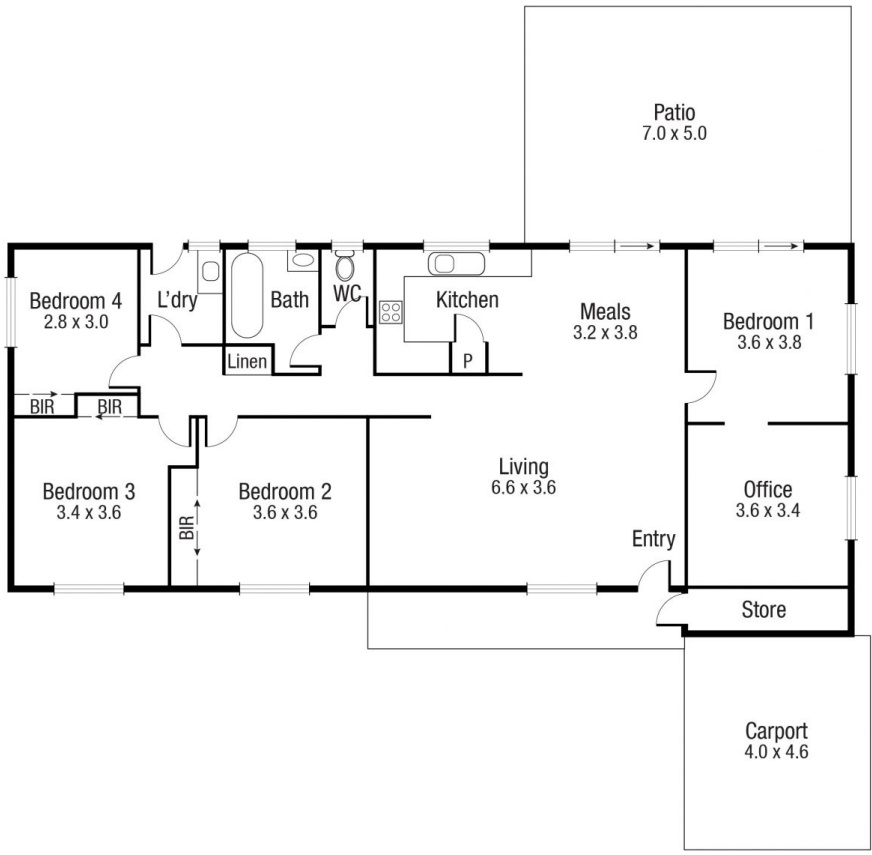 Patio
7.0 x 5.0
Bedroom 4
2.8 x 3.0
L'dry
Bath
WC
Kitchen
Meals
3.2 x 3.8
Bedroom 1
3.6 x 3.8
Linen
P
BIR
BIR
Bedroom 3
3.4 x 3.6
BIR
Bedroom 2
3.6 x 3.6
Living
6.6 x 3.6
Office
3.6 x 3.4
Entry
Store
Carport
4.0 x 4.6